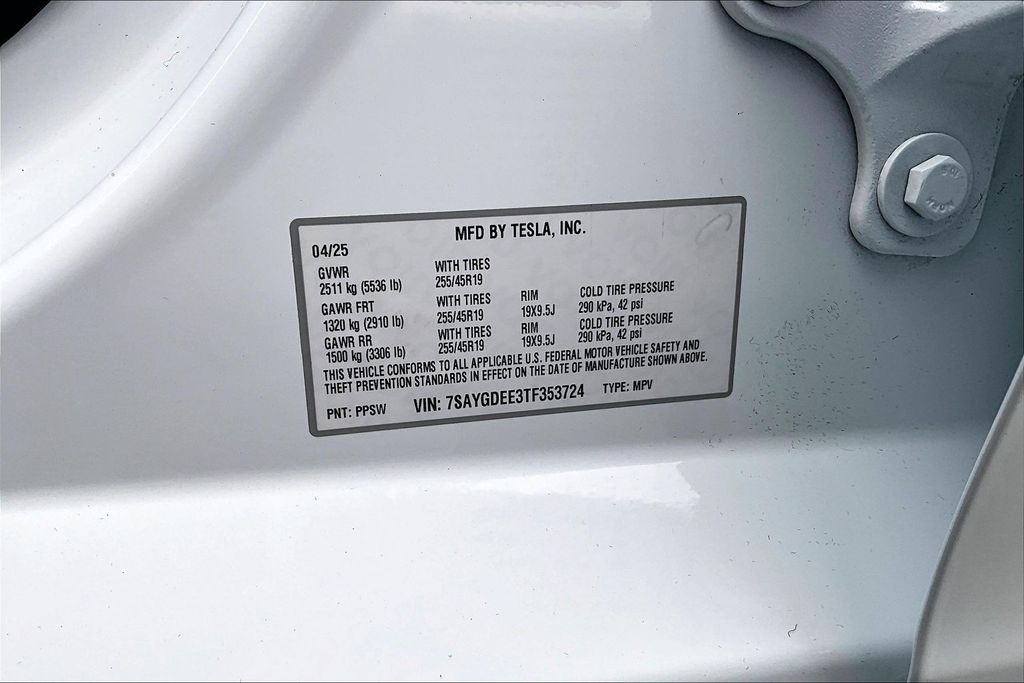 MFD BY TESLA, INC.
04/25
GVWR WITH TIRES
2511 kg (5536 lb) 255/45R19
GAWR FRT WITH TIRES RIM COLD TIRE PRESSURE
1320 kg (2910 lb) 255/45R19 19X9.5J 290 kPa, 42 psi
GAWR RR WITH TIRES RIM COLD TIRE PRESSURE
1500 kg (3306 lb) 255/45R19 19X9.5J 290 kPa, 42 psi
THIS VEHICLE CONFORMS TO ALL APPLICABLE U.S. FEDERAL MOTOR VEHICLE SAFETY AND
THEFT PREVENTION STANDARDS IN EFFECT ON THE DATE OF MANUFACTURE SHOWN ABOVE.
PNT: PPSW VIN: 7SAYGDEE3TF353724 TYPE: MPV